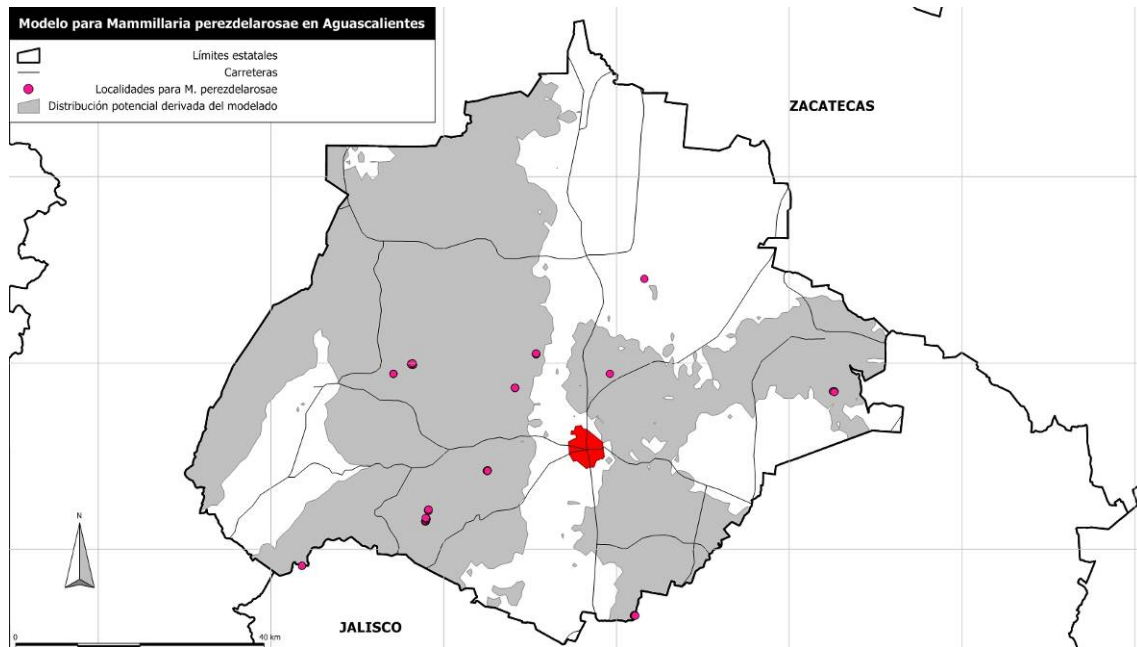 Modelo para Mammillaria perezdelarosae en Aguascalientes
Límites estatales
Carreteras
Localidades para M. perezdelarosae
Distribución potencial derivada del modelado
ZACATECAS
N
JALISCO
0 40 km